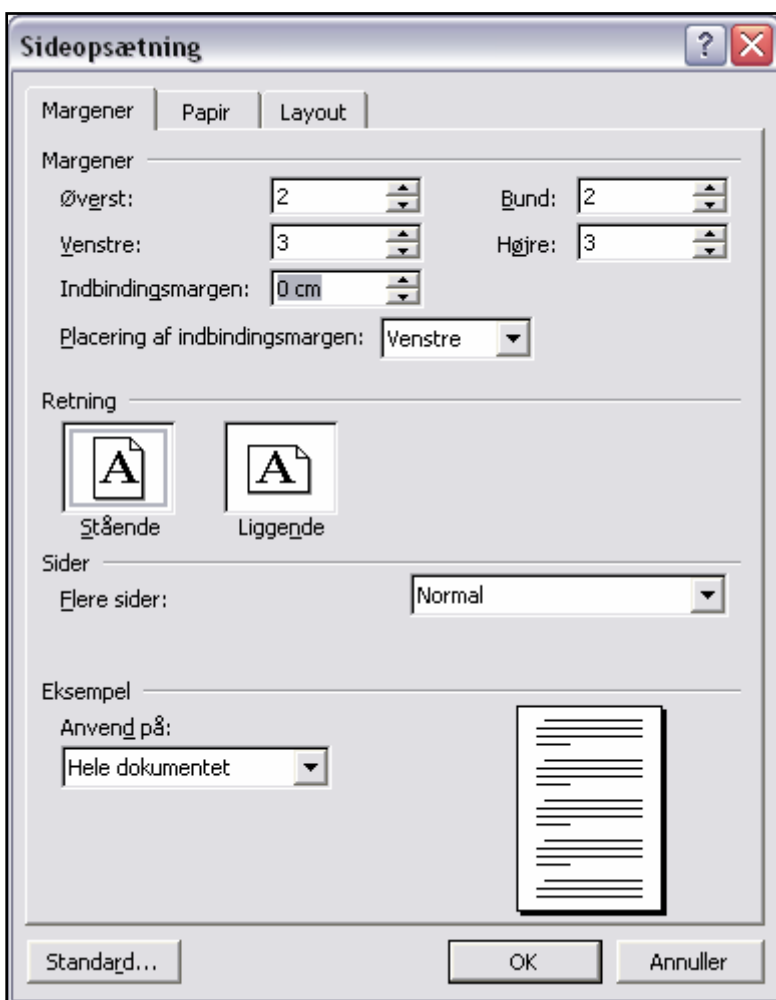 Sideopsætning
Margener Papir Layout
Margener
Øverst: 2 Bund: 2
Venstre: 3 Højre: 3
Indbindingsmargen: 0 cm
Placering af indbindingsmargen: Venstre
Retning
A A
Stående Liggende
Sider
Flere sider: Normal
Eksempel
Anvend på:
Hele dokumentet
Standard... OK Annuller